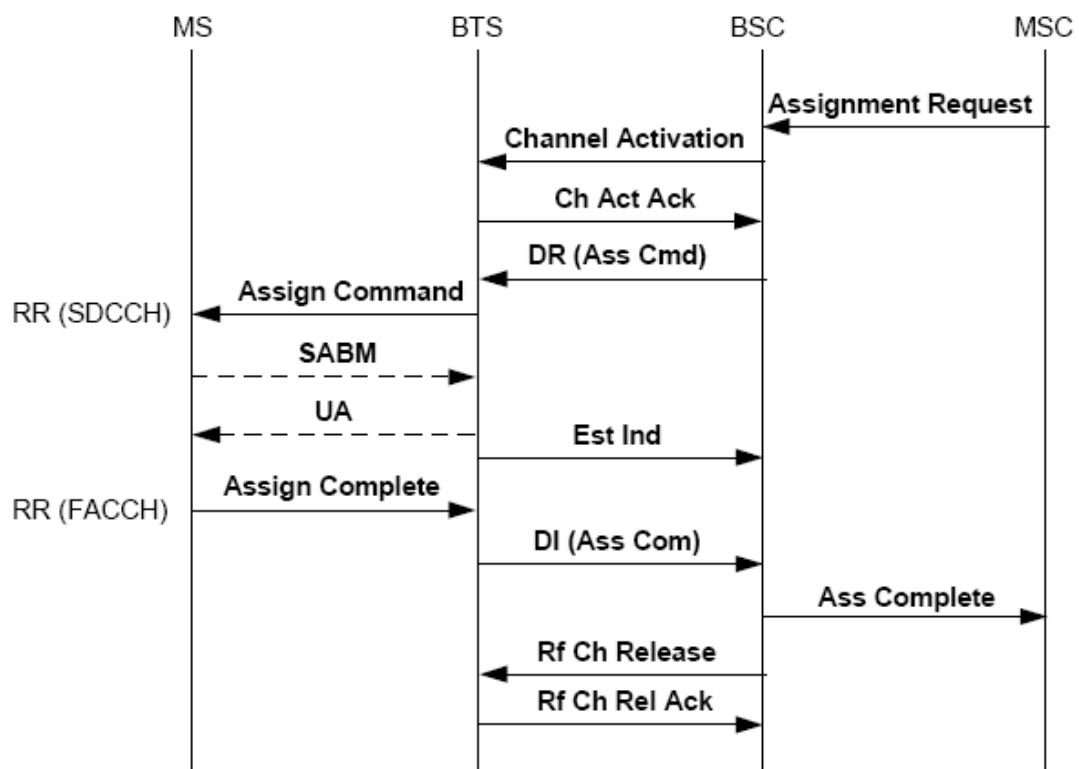 MS BTS BSC MSC
Assignment Request
Channel Activation
Ch Act Ack
DR (Ass Cmd)
RR (SDCCH) Assign Command
SABM
UA
Est Ind
RR (FACCH) Assign Complete
DI (Ass Com)
Ass Complete
Rf Ch Release
Rf Ch Rel Ack